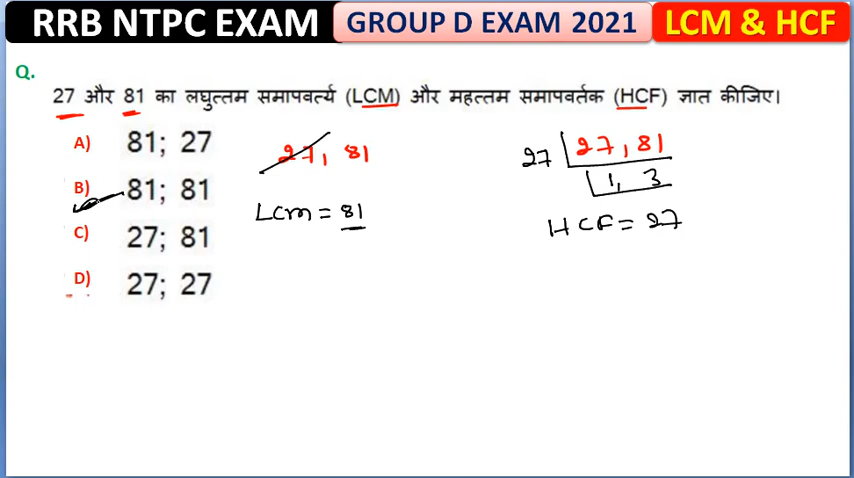 RRB NTPC EXAM GROUP D EXAM 2021 LCM & HCF
Q.
27 और 81 का लघुत्तम समापवर्त्य (LCM) और महत्तम समापवर्तक (HCF) ज्ञात कीजिए।
A) 81; 27
B) 81; 81
C) 27; 81
D) 27; 27
27, 81
Lcm = 81
27 27, 81
1, 3
HCF = 27